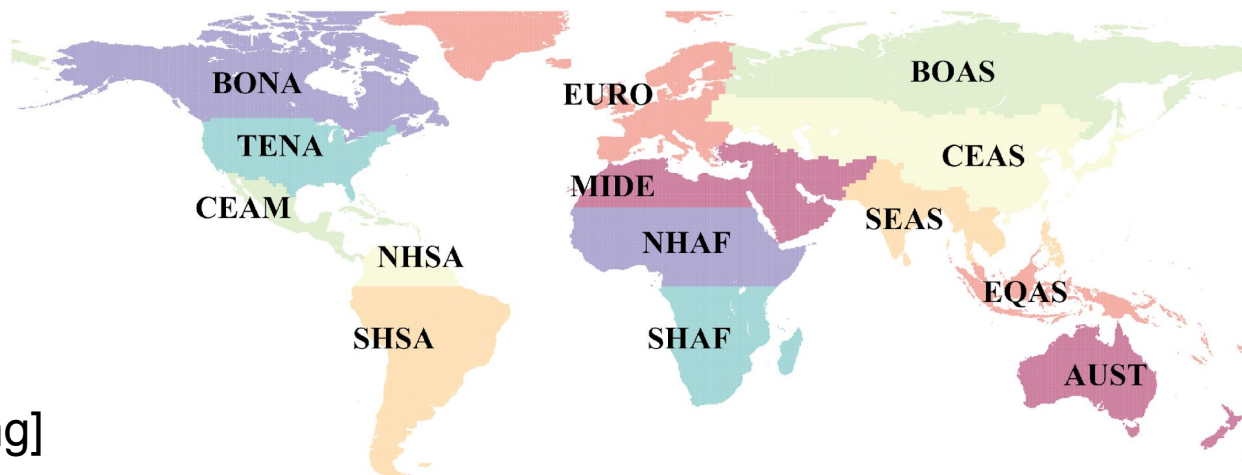 BONA
BOAS
EURO
TENA
CEAS
MIDE
CEAM
SEAS
NHAF
NHSA
EQAS
SHSA
SHAF
AUST
g]